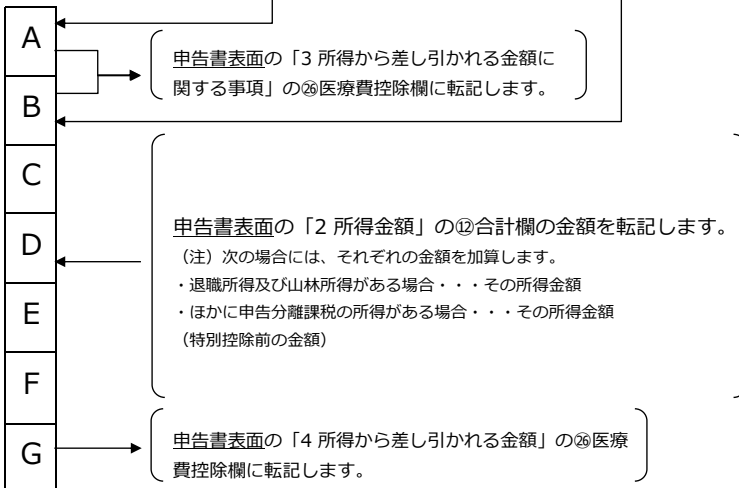 A
申告書表面の「3 所得から差し引かれる金額に
関する事項」の㉖医療費控除欄に転記します。
B
C
申告書表面の「2 所得金額」の⑫合計欄の金額を転記します。
（注）次の場合には、それぞれの金額を加算します。
・退職所得及び山林所得がある場合・・・その所得金額
・ほかに申告分離課税の所得がある場合・・・その所得金額
（特別控除前の金額）
D
E
F
G
申告書表面の「4 所得から差し引かれる金額」の㉖医療
費控除欄に転記します。